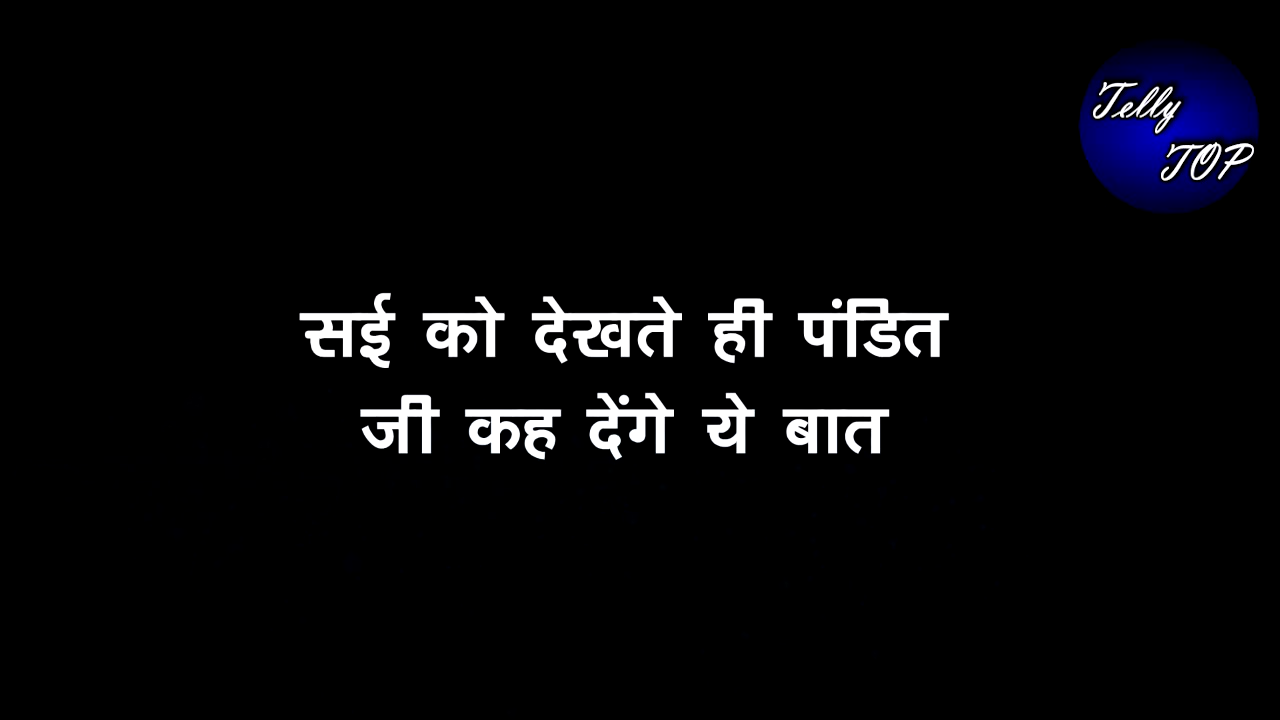 Telly
TOP
सई को देखते ही पंडित
जी कह देंगे ये बात